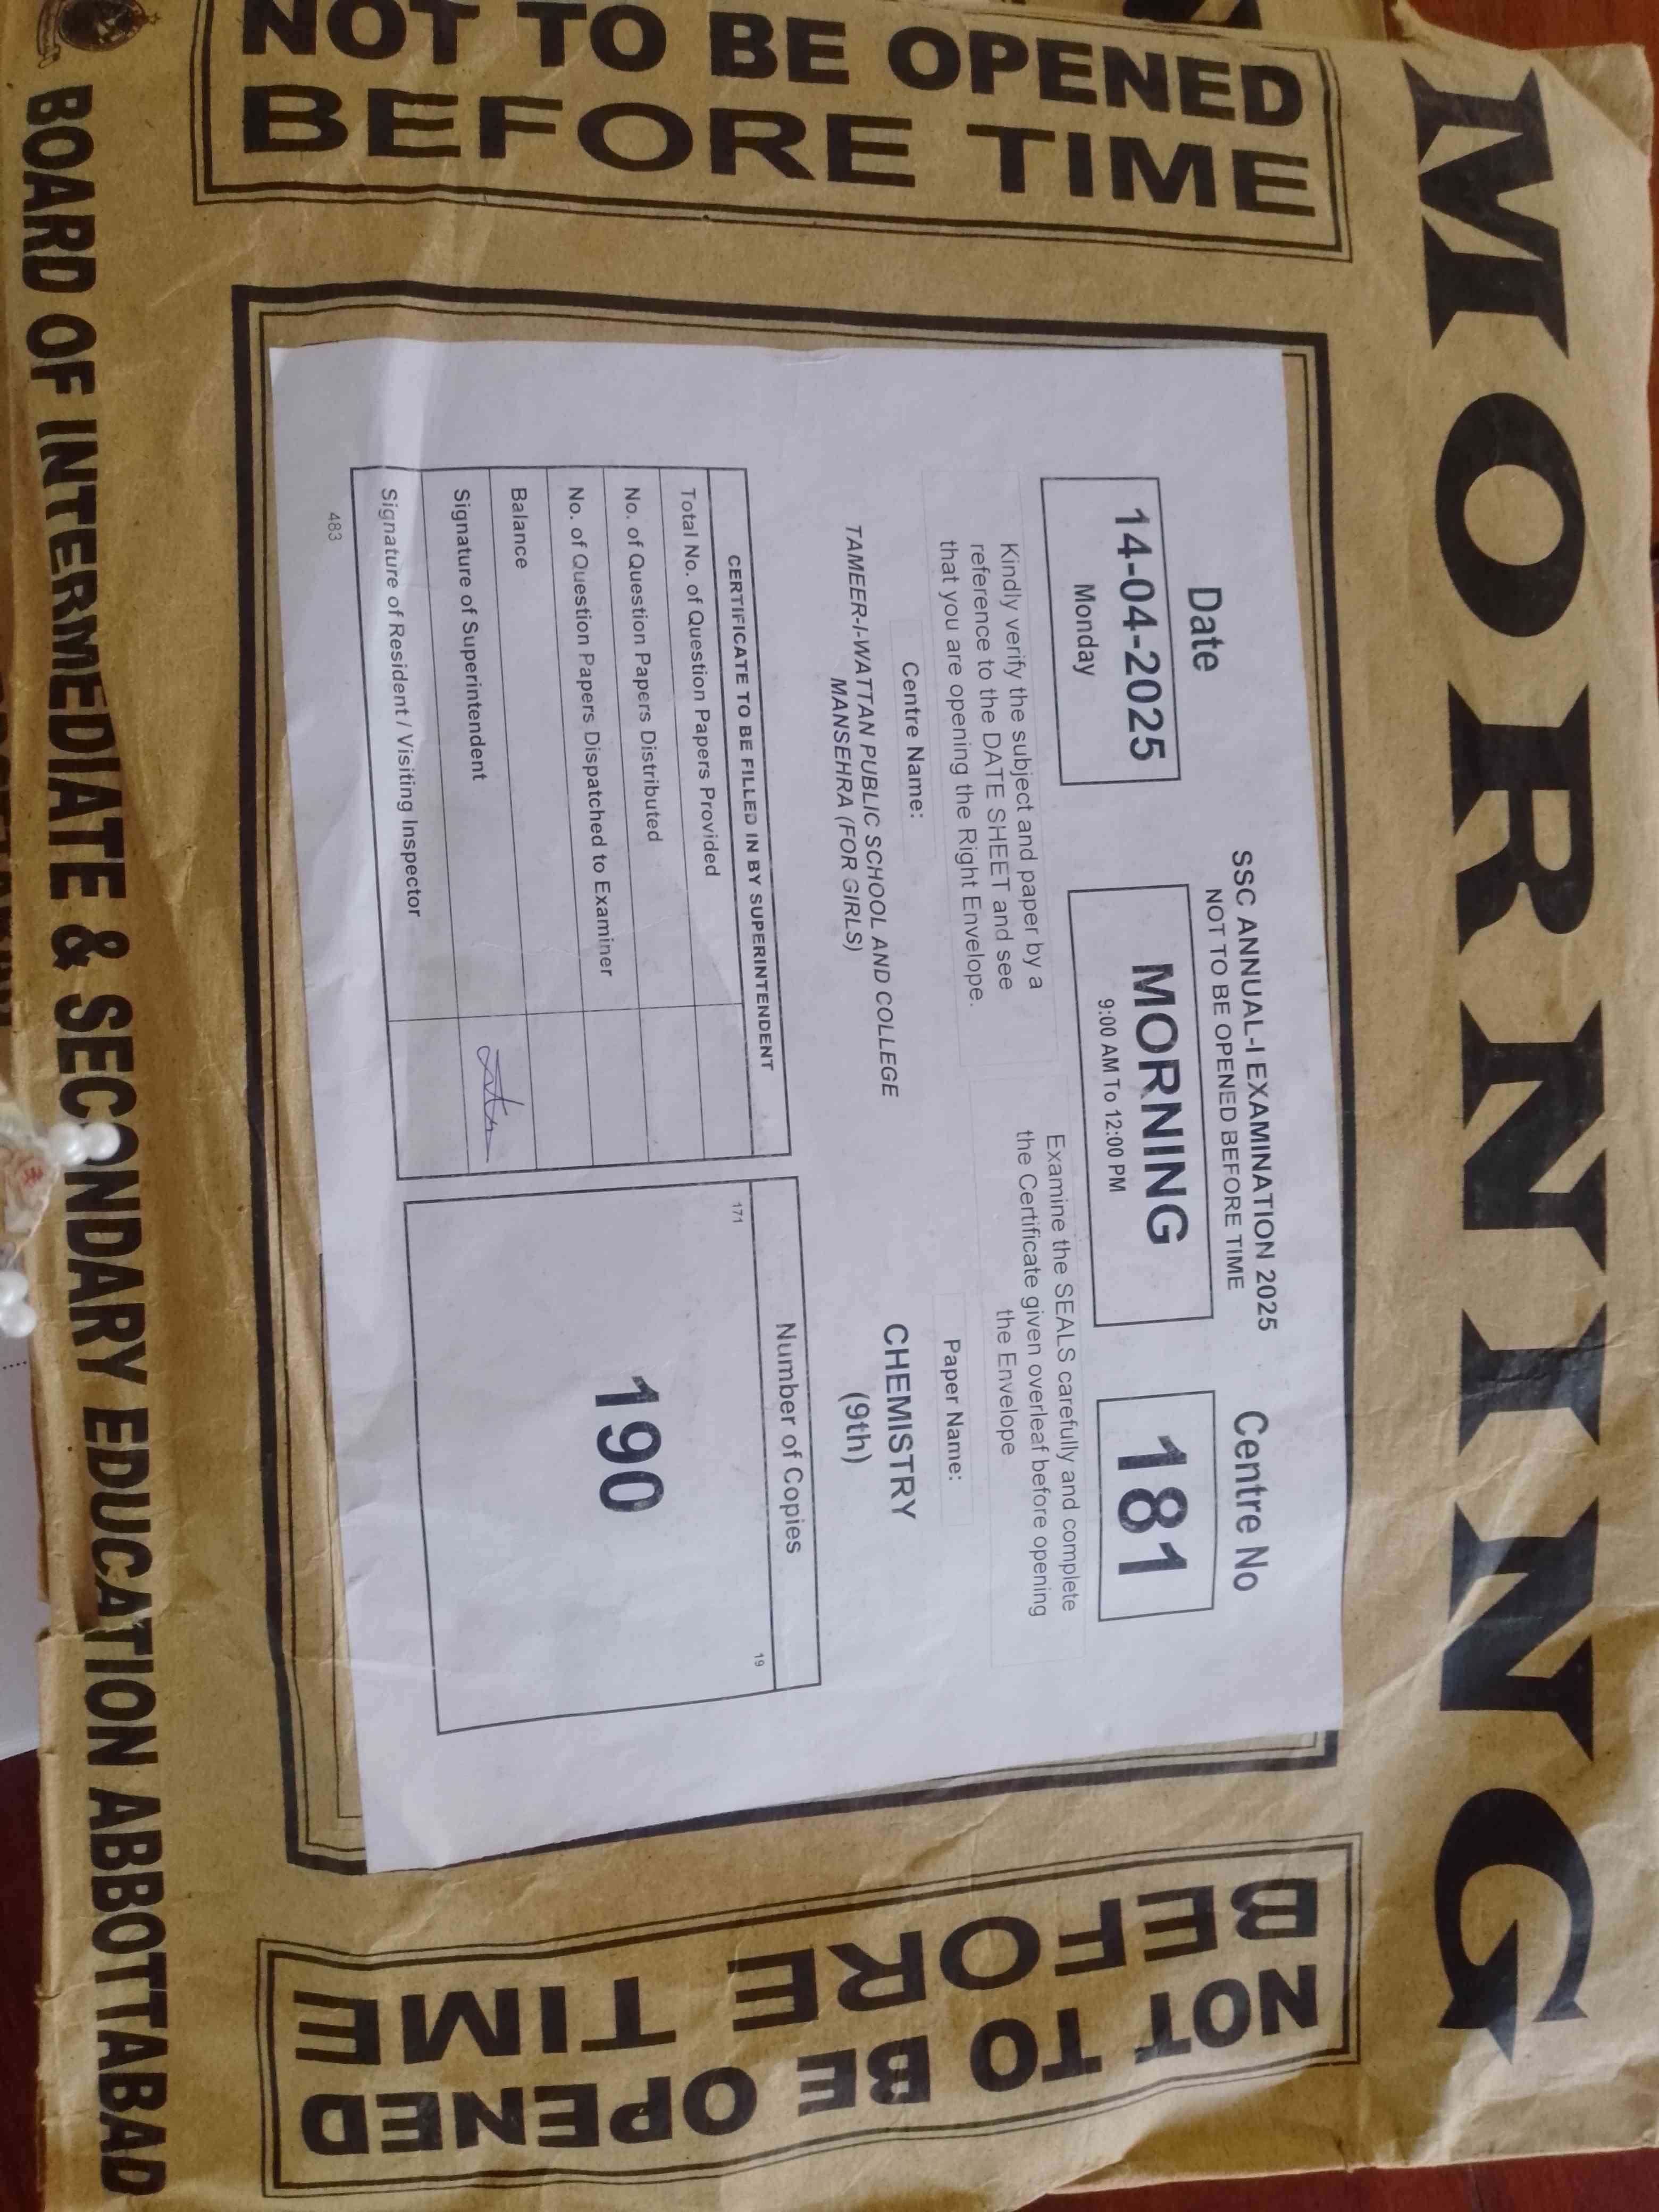 MORNING
NOT TO BE OPENED
BEFORE TIME
SSC ANNUAL-I EXAMINATION 2025
NOT TO BE OPENED BEFORE TIME
Date
14-04-2025
Monday
MORNING
9:00 AM To 12:00 PM
Centre No
181
Kindly verify the subject and paper by a
reference to the DATE SHEET and see
that you are opening the Right Envelope.
Examine the SEALS carefully and complete
the Certificate given overleaf before opening
the Envelope
Centre Name:
TAMEER-I-WATTAN PUBLIC SCHOOL AND COLLEGE
MANSEHRA (FOR GIRLS)
Paper Name:
CHEMISTRY
(9th)
CERTIFICATE TO BE FILLED IN BY SUPERINTENDENT
Total No. of Question Papers Provided
No. of Question Papers Distributed
No. of Question Papers Dispatched to Examiner
Balance
Signature of Superintendent
Signature of Resident / Visiting Inspector
483
Number of Copies
171
19
190
NOT TO BE OPENED
BEFORE TIME
BOARD OF INTERMEDIATE & SECONDARY EDUCATION ABBOTTABAD